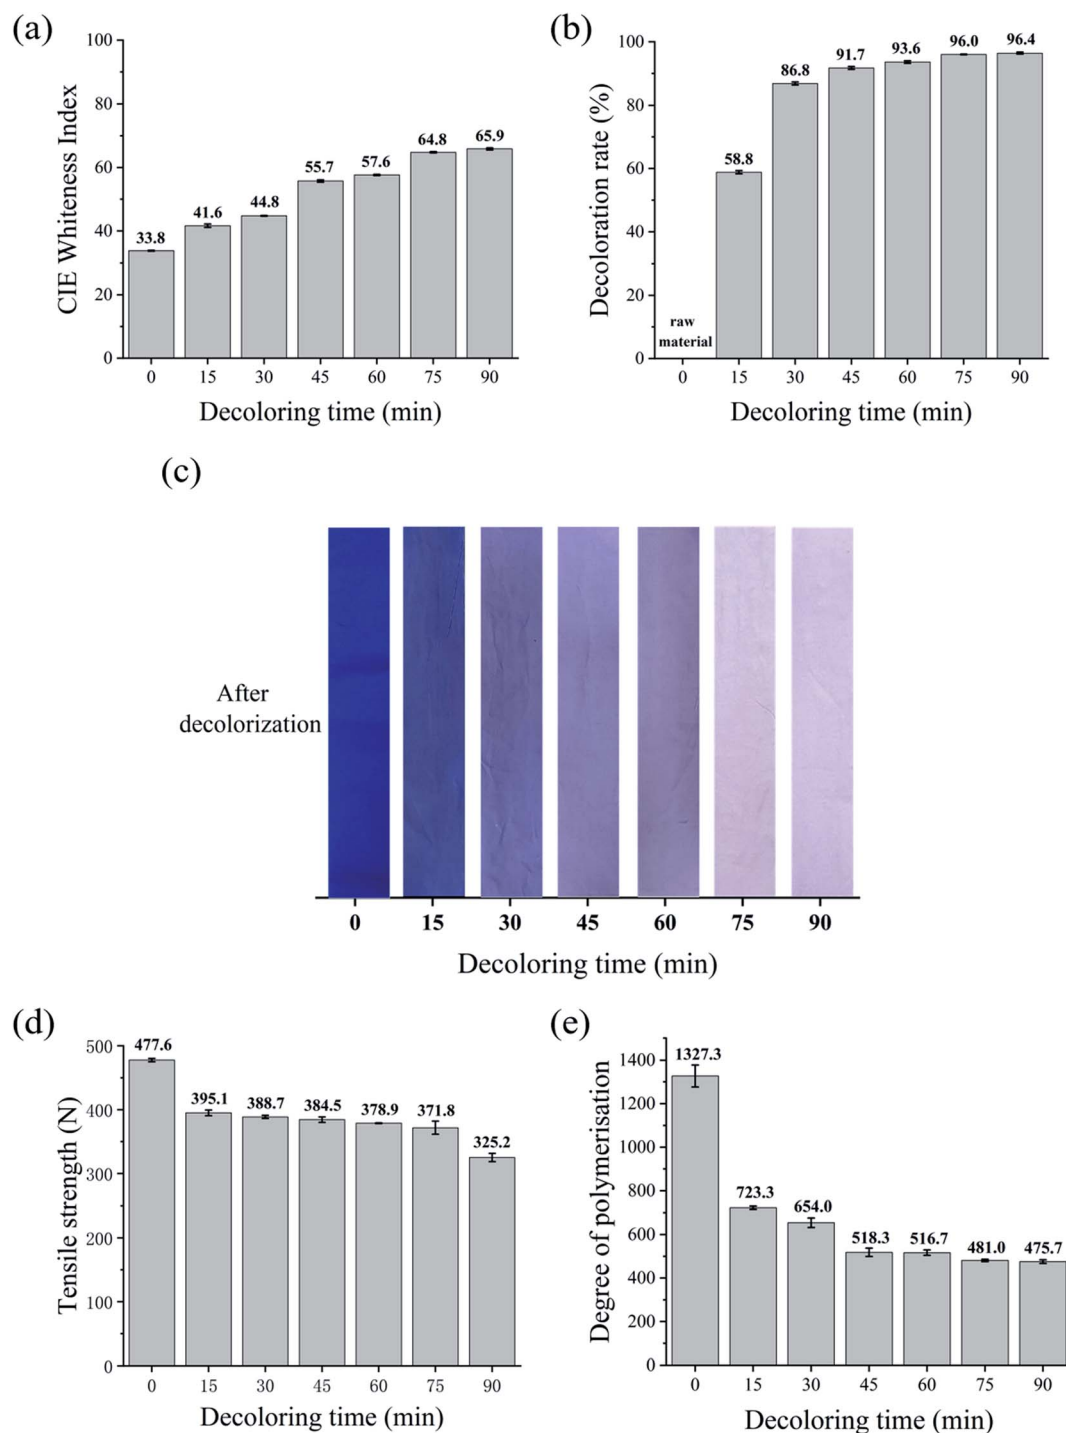 (a)
CIE Whiteness Index
100
80
60
40
20
0
33.8
41.6
44.8
55.7
57.6
64.8
65.9
0 15 30 45 60 75 90
Decoloring time (min)
(b)
Decoloration rate (%)
100
80
60
40
20
0
raw
material
58.8
86.8
91.7
93.6
96.0
96.4
0 15 30 45 60 75 90
Decoloring time (min)
(c)
After
decolorization
0 15 30 45 60 75 90
Decoloring time (min)
(d)
Tensile strength (N)
500
400
300
200
100
0
477.6
395.1
388.7
384.5
378.9
371.8
325.2
0 15 30 45 60 75 90
Decoloring time (min)
(e)
Degree of polymerisation
1400
1200
1000
800
600
400
200
0
1327.3
723.3
654.0
518.3
516.7
481.0
475.7
0 15 30 45 60 75 90
Decoloring time (min)